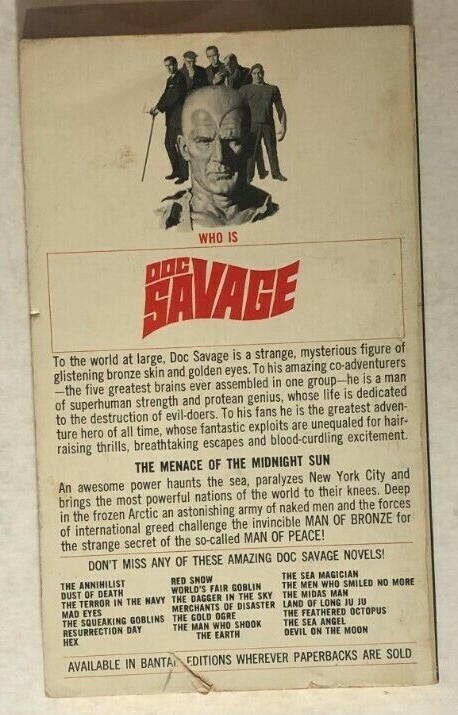 WHO IS
DOC
SAVAGE
To the world at large, Doc Savage is a strange, mysterious figure of
glistening bronze skin and golden eyes. To his amazing co-adventurers
—the five greatest brains ever assembled in one group—he is a man
of superhuman strength and protean genius, whose life is dedicated
to the destruction of evil-doers. To his fans he is the greatest adven-
ture hero of all time, whose fantastic exploits are unequaled for hair-
raising thrills, breathtaking escapes and blood-curdling excitement.
THE MENACE OF THE MIDNIGHT SUN
An awesome power haunts the sea, paralyzes New York City and
brings the most powerful nations of the world to their knees. Deep
in the frozen Arctic an astonishing army of naked men and the forces
of international greed challenge the invincible MAN OF BRONZE for
the strange secret of the so-called MAN OF PEACE!
DON'T MISS ANY OF THESE AMAZING DOC SAVAGE NOVELS!
THE ANNIHILIST
DUST OF DEATH
THE TERROR IN THE NAVY
MAD EYES
THE SQUEAKING GOBLINS
RESURRECTION DAY
HEX
RED SNOW
WORLD'S FAIR GOBLIN
THE DAGGER IN THE SKY
MERCHANTS OF DISASTER
THE GOLD OGRE
THE MAN WHO SHOOK
THE EARTH
THE SEA MAGICIAN
THE MEN WHO SMILED NO MORE
THE MIDAS MAN
LAND OF LONG JU JU
THE FEATHERED OCTOPUS
THE SEA ANGEL
DEVIL ON THE MOON
AVAILABLE IN BANTAM EDITIONS WHEREVER PAPERBACKS ARE SOLD